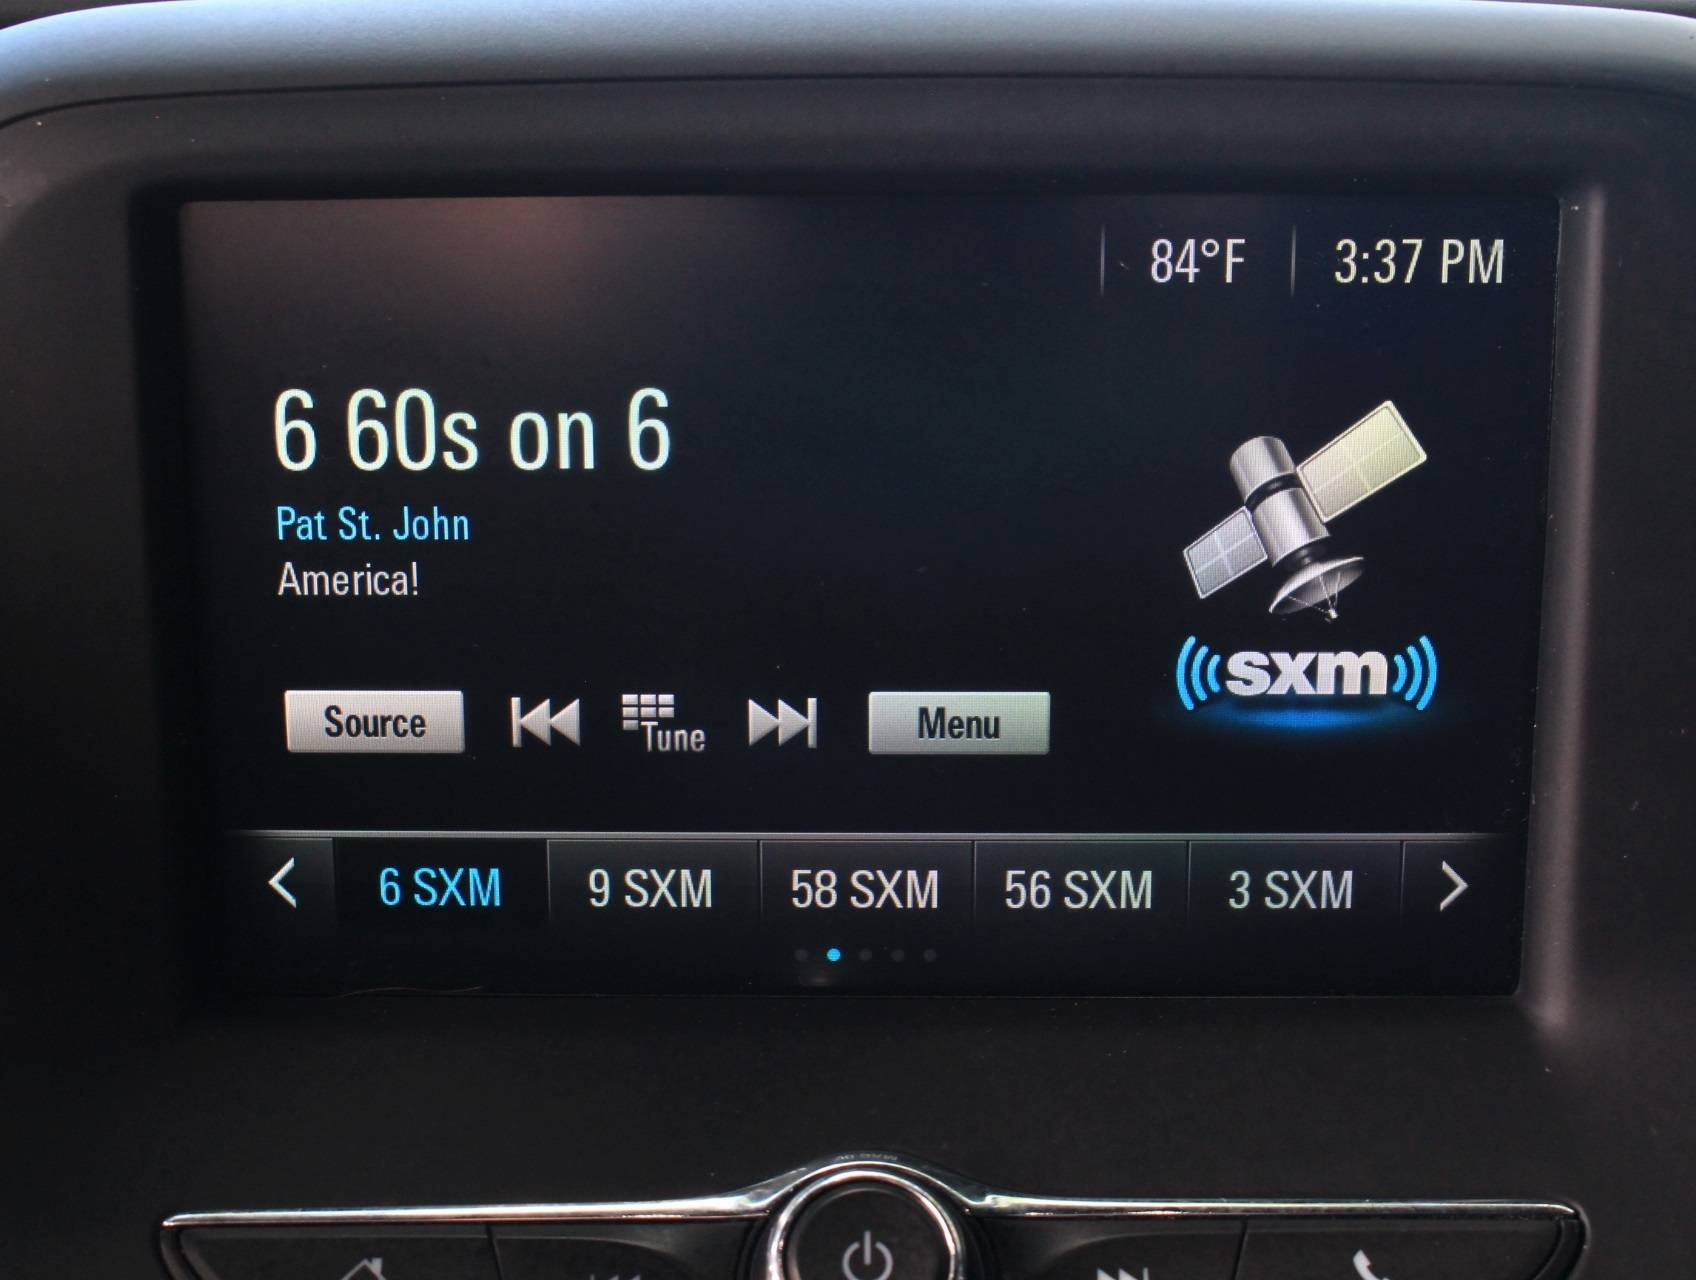 84°F 3:37 PM
6 60s on 6
Pat St. John
America!
Source Tune Menu
sxm
6 SXM 9 SXM 58 SXM 56 SXM 3 SXM